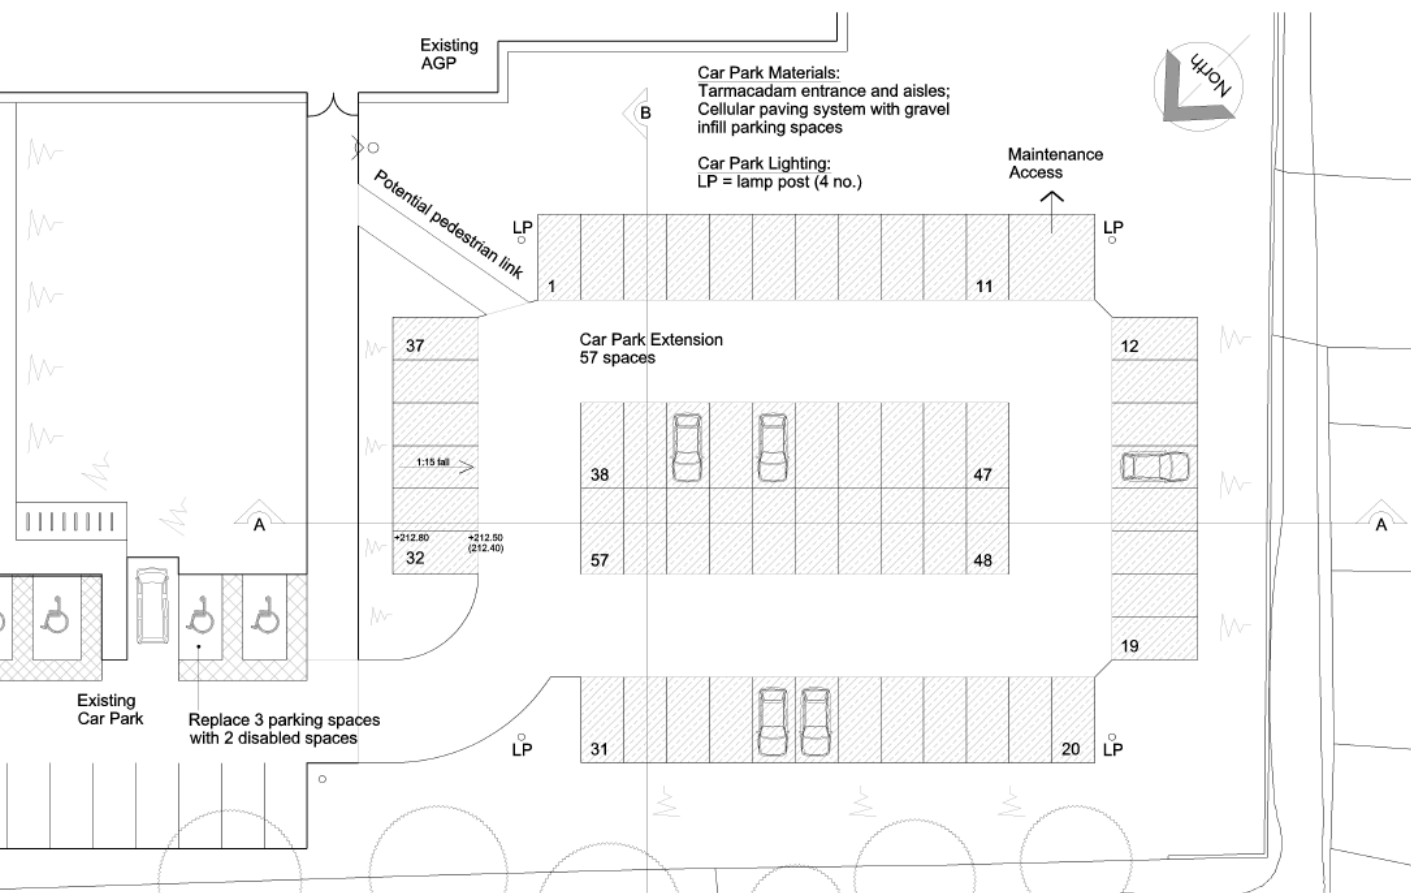 Existing
AGP
Car Park Materials:
Tarmacadam entrance and aisles;
Cellular paving system with gravel
infill parking spaces
Car Park Lighting:
LP = lamp post (4 no.)
North
B
Maintenance
Access
Potential pedestrian link
LP
LP
1
11
Car Park Extension
57 spaces
37
12
1:15 fall
38
47
A
A
+212.80
+212.50
(212.40)
32
57
48
19
Existing
Car Park
Replace 3 parking spaces
with 2 disabled spaces
LP
31
20
LP